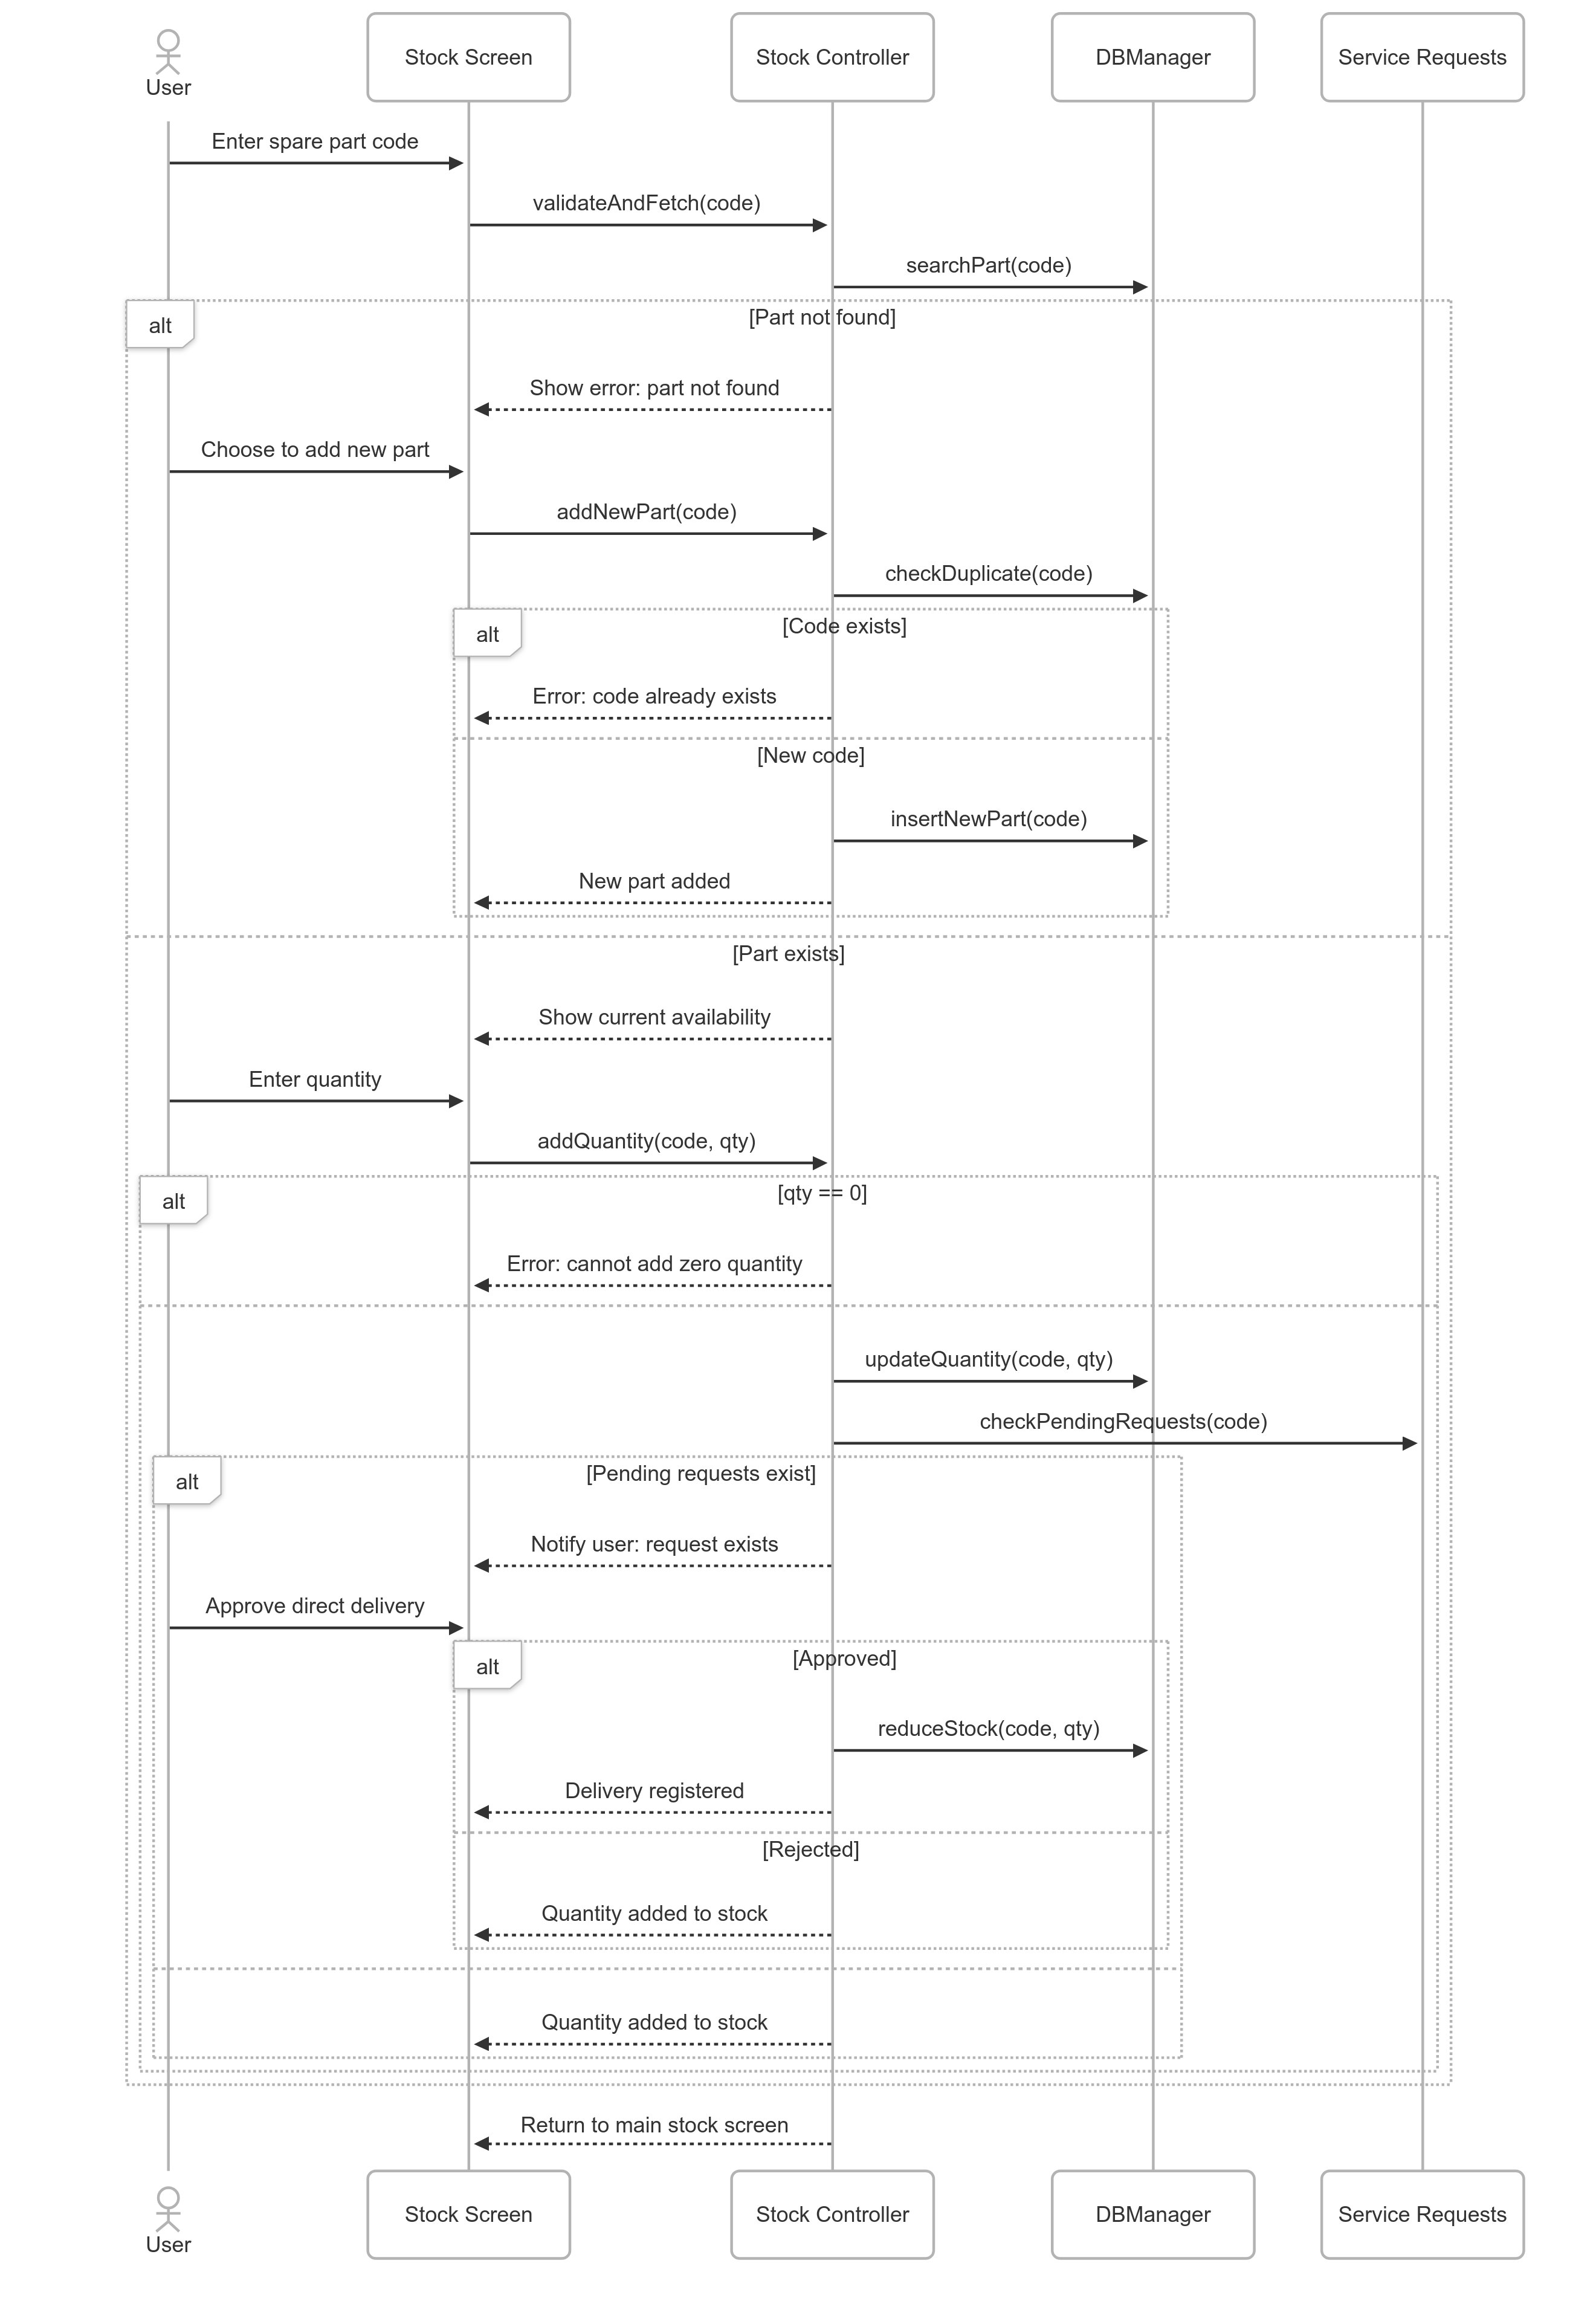 User
Stock Screen
Stock Controller
DBManager
Service Requests
Enter spare part code
validateAndFetch(code)
searchPart(code)
alt
[Part not found]
Show error: part not found
Choose to add new part
addNewPart(code)
checkDuplicate(code)
alt
[Code exists]
Error: code already exists
[New code]
insertNewPart(code)
New part added
[Part exists]
Show current availability
Enter quantity
addQuantity(code, qty)
alt
[qty == 0]
Error: cannot add zero quantity
updateQuantity(code, qty)
checkPendingRequests(code)
alt
[Pending requests exist]
Notify user: request exists
Approve direct delivery
alt
[Approved]
reduceStock(code, qty)
Delivery registered
[Rejected]
Quantity added to stock
Quantity added to stock
Return to main stock screen
User
Stock Screen
Stock Controller
DBManager
Service Requests